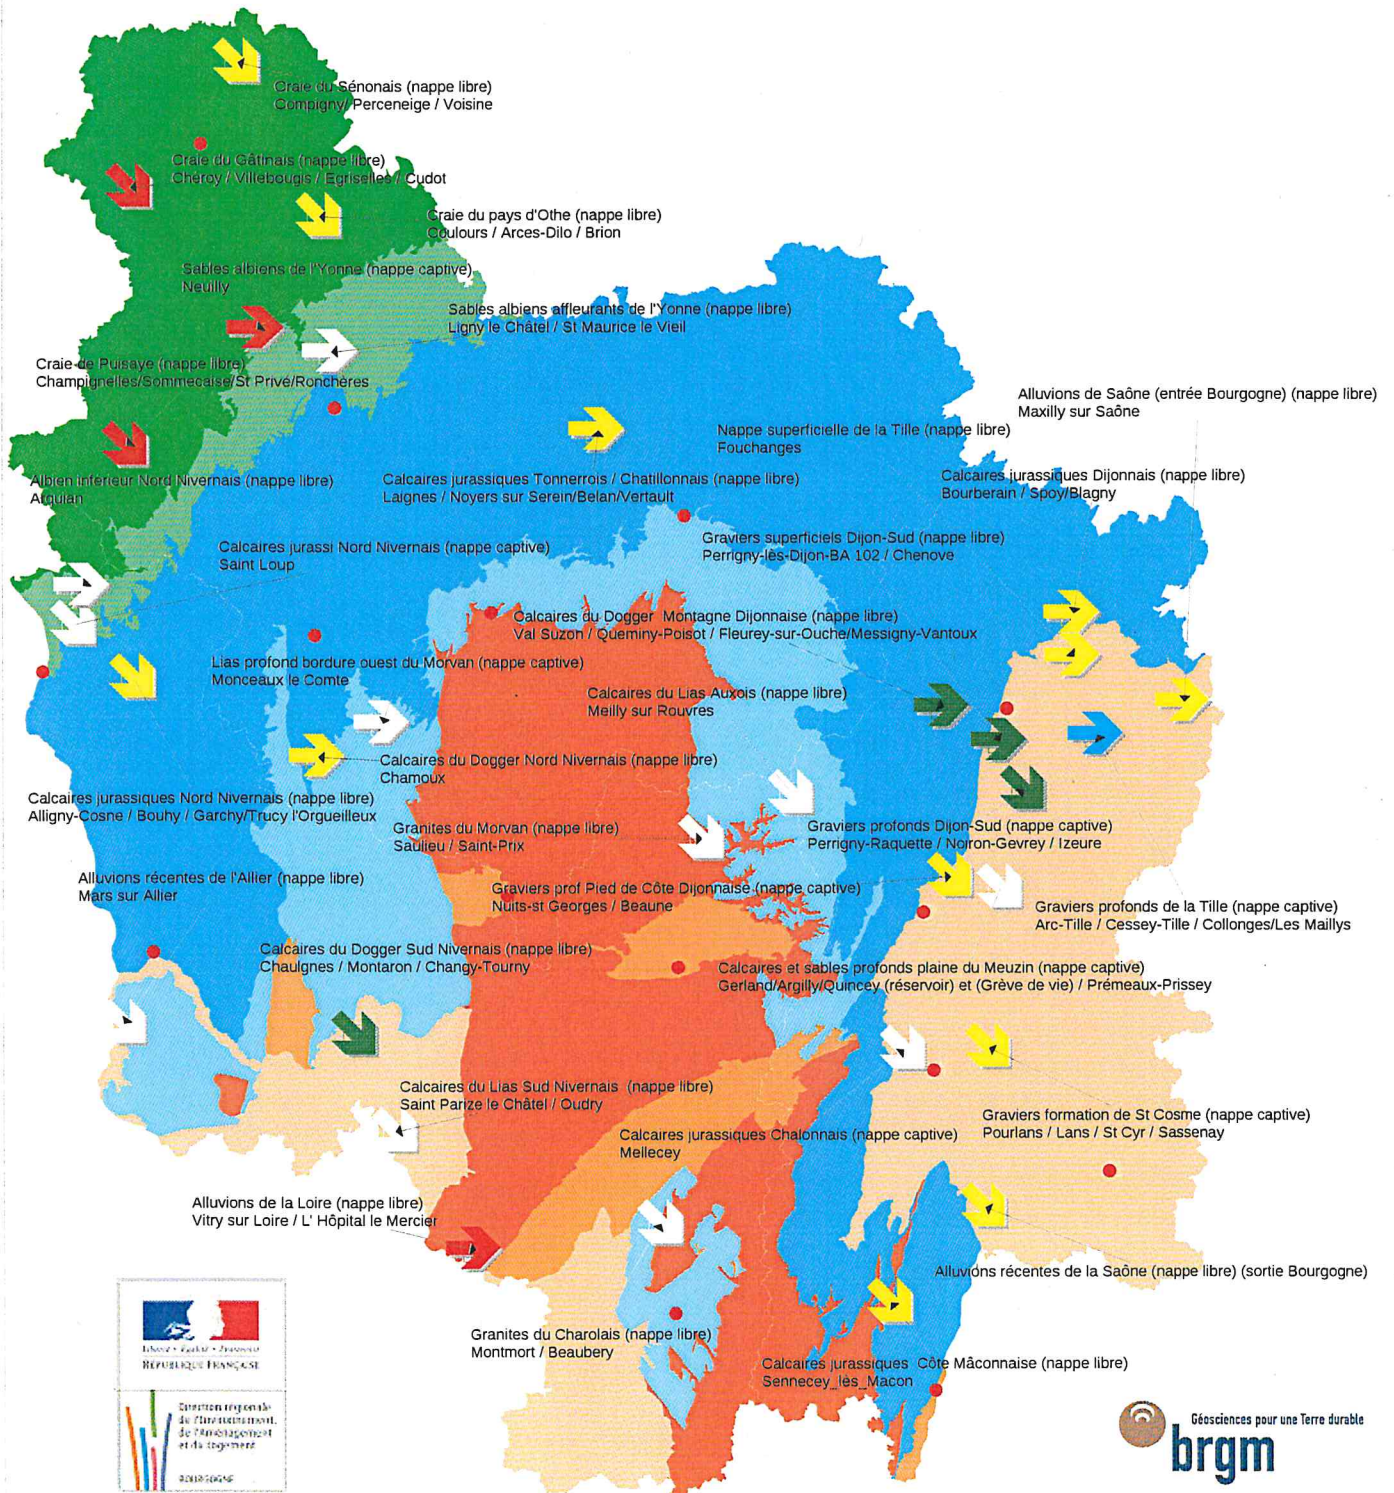 Craie du Sénonais (nappe libre)
Compigny/ Perceneige / Voisine
Craie du Gâtinais (nappe libre)
Chéroy / Villebougis / Egriselles / Cudot
Craie du pays d'Othe (nappe libre)
Coulours / Arces-Dilo / Brion
Sables albiens de l'Yonne (nappe captive)
Neuilly
Sables albiens affleurants de l'Yonne (nappe libre)
Ligny le Châtel / St Maurice le Vieil
Craie de Puisaye (nappe libre)
Champignelles/Sommecaise/St Privé/Ronchères
Alluvions de Saône (entrée Bourgogne) (nappe libre)
Maxilly sur Saône
Nappe superficielle de la Tille (nappe libre)
Fouchanges
Albien inferieur Nord Nivernais (nappe libre)
Arquian
Calcaires jurassiques Tonnerrois / Chatillonnais (nappe libre)
Laignes / Noyers sur Serein/Belan/Vertault
Calcaires jurassiques Dijonnais (nappe libre)
Bourberain / Spoy/Blagny
Calcaires jurassi Nord Nivernais (nappe captive)
Saint Loup
Graviers superficiels Dijon-Sud (nappe libre)
Perrigny-lès-Dijon-BA 102 / Chenove
Calcaires du Dogger Montagne Dijonnaise (nappe libre)
Val Suzon / Queminy-Poisot / Fleurey-sur-Ouche/Messigny-Vantoux
Lias profond bordure ouest du Morvan (nappe captive)
Monceaux le Comte
Calcaires du Lias Auxois (nappe libre)
Meilly sur Rouvres
Calcaires du Dogger Nord Nivernais (nappe libre)
Chamoux
Calcaires jurassiques Nord Nivernais (nappe libre)
Alligny-Cosne / Bouhy / Garchy/Trucy l'Orgueilleux
Granites du Morvan (nappe libre)
Saulieu / Saint-Prix
Graviers profonds Dijon-Sud (nappe captive)
Perrigny-Raquette / Noiron-Gevrey / Izeure
Alluvions récentes de l'Allier (nappe libre)
Mars sur Allier
Graviers prof Pied de Côte Dijonnaise (nappe captive)
Nuits-st Georges / Beaune
Graviers profonds de la Tille (nappe captive)
Arc-Tille / Cessey-Tille / Collonges/Les Maillys
Calcaires du Dogger Sud Nivernais (nappe libre)
Chaulgnes / Montaron / Changy-Tourny
Calcaires et sables profonds plaine du Meuzin (nappe captive)
Gerland/Argilly/Quincey (réservoir) et (Grève de vie) / Prémeaux-Prissey
Calcaires du Lias Sud Nivernais (nappe libre)
Saint Parize le Châtel / Oudry
Graviers formation de St Cosme (nappe captive)
Pourlans / Lans / St Cyr / Sassenay
Calcaires jurassiques Chalonnais (nappe captive)
Mellecey
Alluvions de la Loire (nappe libre)
Vitry sur Loire / L' Hôpital le Mercier
Alluvions récentes de la Saône (nappe libre) (sortie Bourgogne)
Granites du Charolais (nappe libre)
Montmort / Beaubery
Calcaires jurassiques Côte Mâconnaise (nappe libre)
Sennecey_lès_Macon
Liberté • Égalité • Fraternité
RÉPUBLIQUE FRANÇAISE
Direction régionale
de l'Environnement,
de l'Aménagement
et du Logement
BOURGOGNE
Géosciences pour une Terre durable
brgm